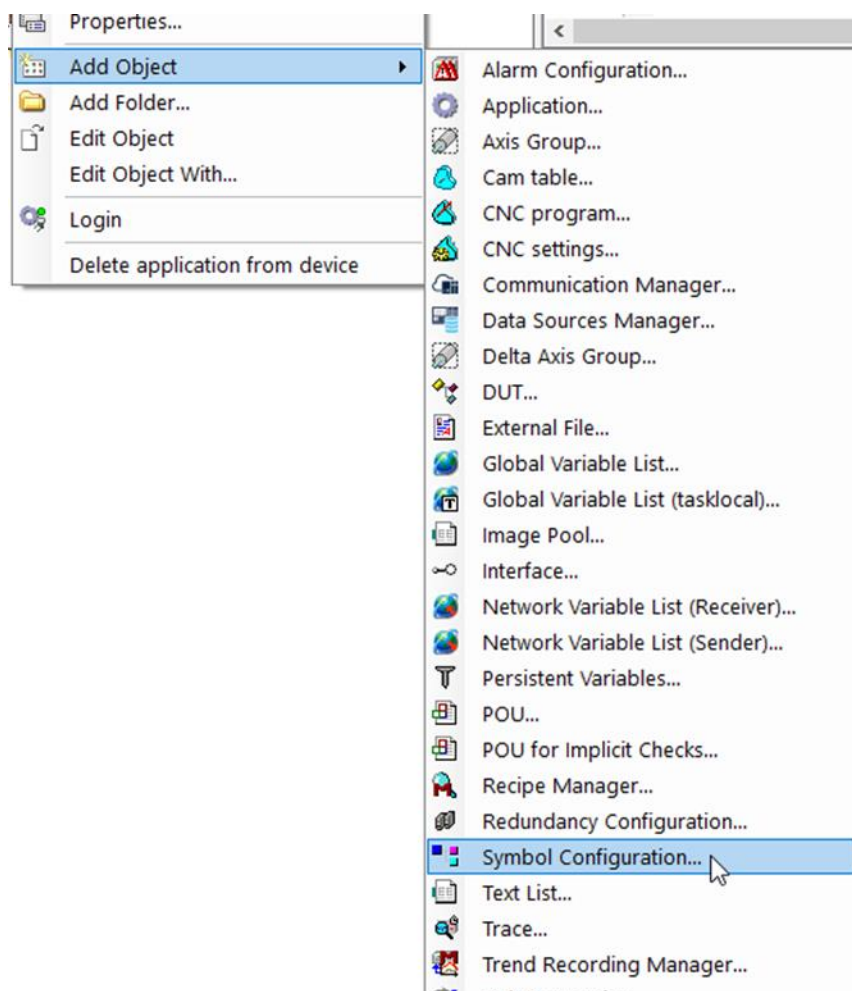 Properties...
Add Object
Add Folder...
Edit Object
Edit Object With...
Login
Delete application from device
Alarm Configuration...
Application...
Axis Group...
Cam table...
CNC program...
CNC settings...
Communication Manager...
Data Sources Manager...
Delta Axis Group...
DUT...
External File...
Global Variable List...
Global Variable List (tasklocal)...
Image Pool...
Interface...
Network Variable List (Receiver)...
Network Variable List (Sender)...
Persistent Variables...
POU...
POU for Implicit Checks...
Recipe Manager...
Redundancy Configuration...
Symbol Configuration...
Text List...
Trace...
Trend Recording Manager...